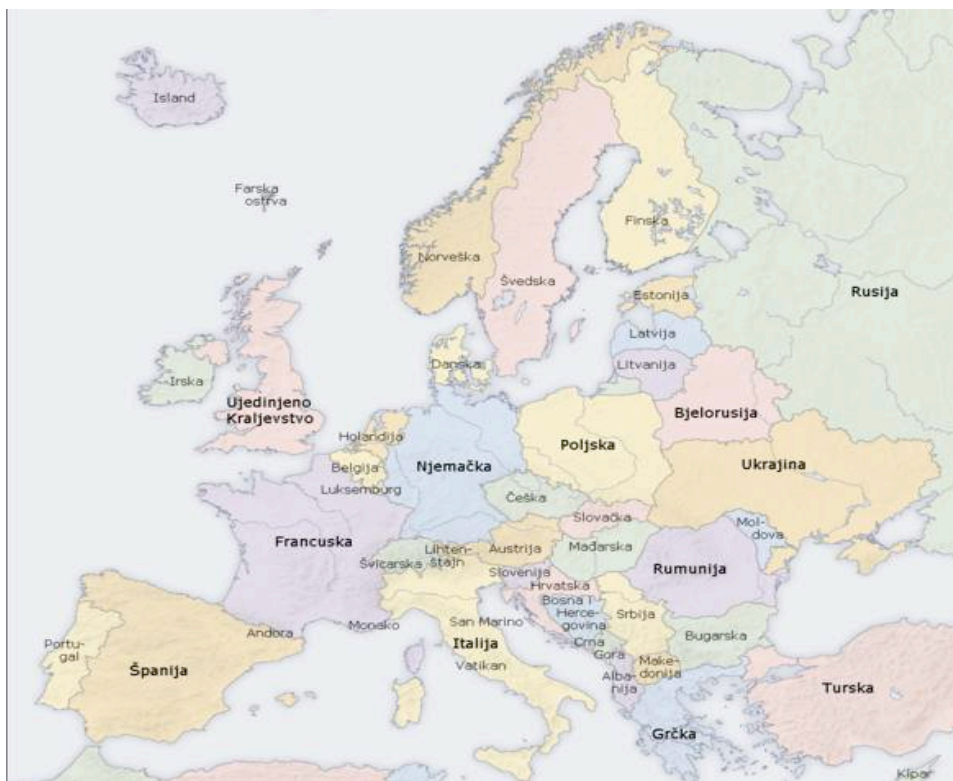 Island
Farska
ostrva
Finska
Norveška
Švedska
Rusija
Estonija
Latvija
Danska
Litvanija
Irska
Ujedinjeno
Kraljevstvo
Bjelorusija
Holandija
Poljska
Belgija
Njemačka
Ukrajina
Luksemburg
Češka
Slovačka
Mol-
dova
Francuska
Lihten-
štajn
Austrija
Mađarska
Švicarska
Slovenija
Rumunija
Hrvatska
Bosna i
Herce-
govina
Srbija
Andora
Monako
San Marino
Crna
Gora
Bugarska
Portu-
gal
Italija
Vatikan
Španija
Make-
donija
Alba-
nija
Turska
Grčka
Kipar